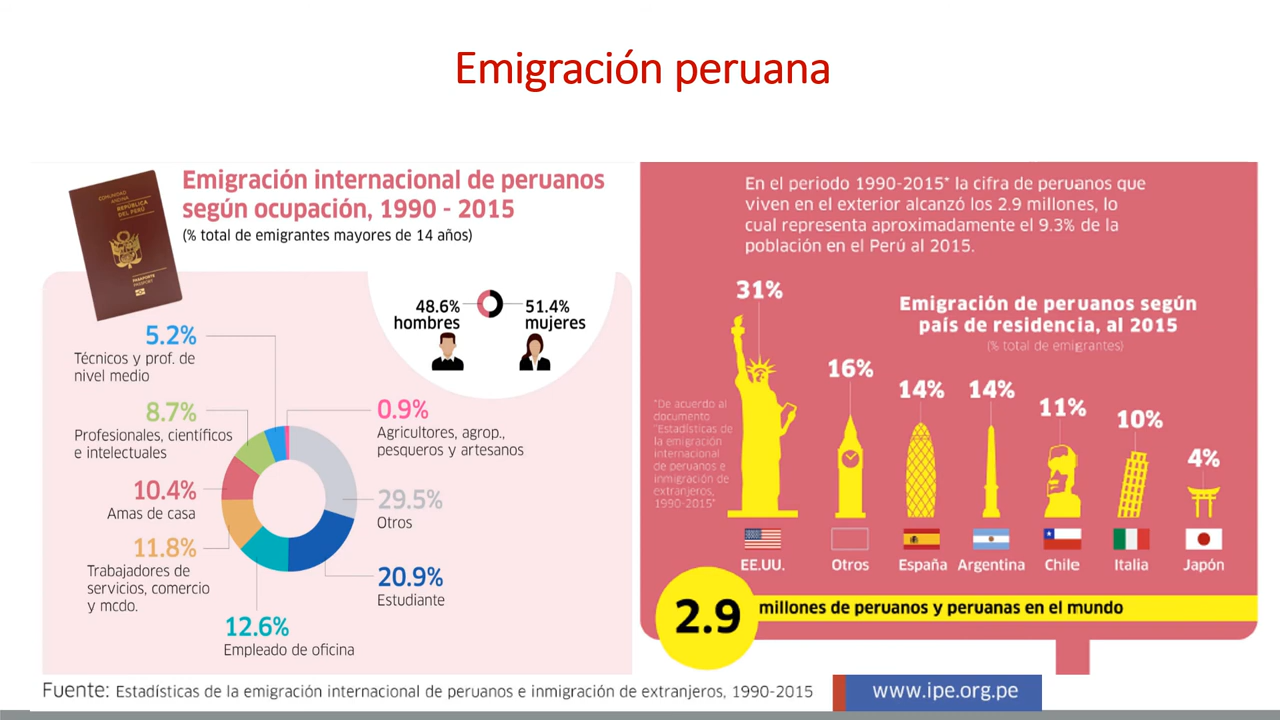 Emigración peruana
Emigración internacional de peruanos
según ocupación, 1990 - 2015
(% total de emigrantes mayores de 14 años)
COMUNIDAD
ANDINA
REPÚBLICA
DEL PERÚ
PASAPORTE
PASSPORT
48.6%
hombres
51.4%
mujeres
5.2%
Técnicos y prof. de
nivel medio
8.7%
Profesionales, científicos
e intelectuales
10.4%
Amas de casa
11.8%
Trabajadores de
servicios, comercio
y mcdo.
12.6%
Empleado de oficina
0.9%
Agricultores, agrop.,
pesqueros y artesanos
29.5%
Otros
20.9%
Estudiante
En el periodo 1990-2015* la cifra de peruanos que
viven en el exterior alcanzó los 2.9 millones, lo
cual representa aproximadamente el 9.3% de la
población en el Perú al 2015.
Emigración de peruanos según
país de residencia, al 2015
(% total de emigrantes)
31%
16%
14%
14%
11%
10%
4%
*De acuerdo al
documento
"Estadísticas de
la emigración
internacional
de peruanos e
inmigración de
extranjeros,
1990-2015"
EE.UU.
Otros
España
Argentina
Chile
Italia
Japón
2.9 millones de peruanos y peruanas en el mundo
Fuente: Estadísticas de la emigración internacional de peruanos e inmigración de extranjeros, 1990-2015
www.ipe.org.pe